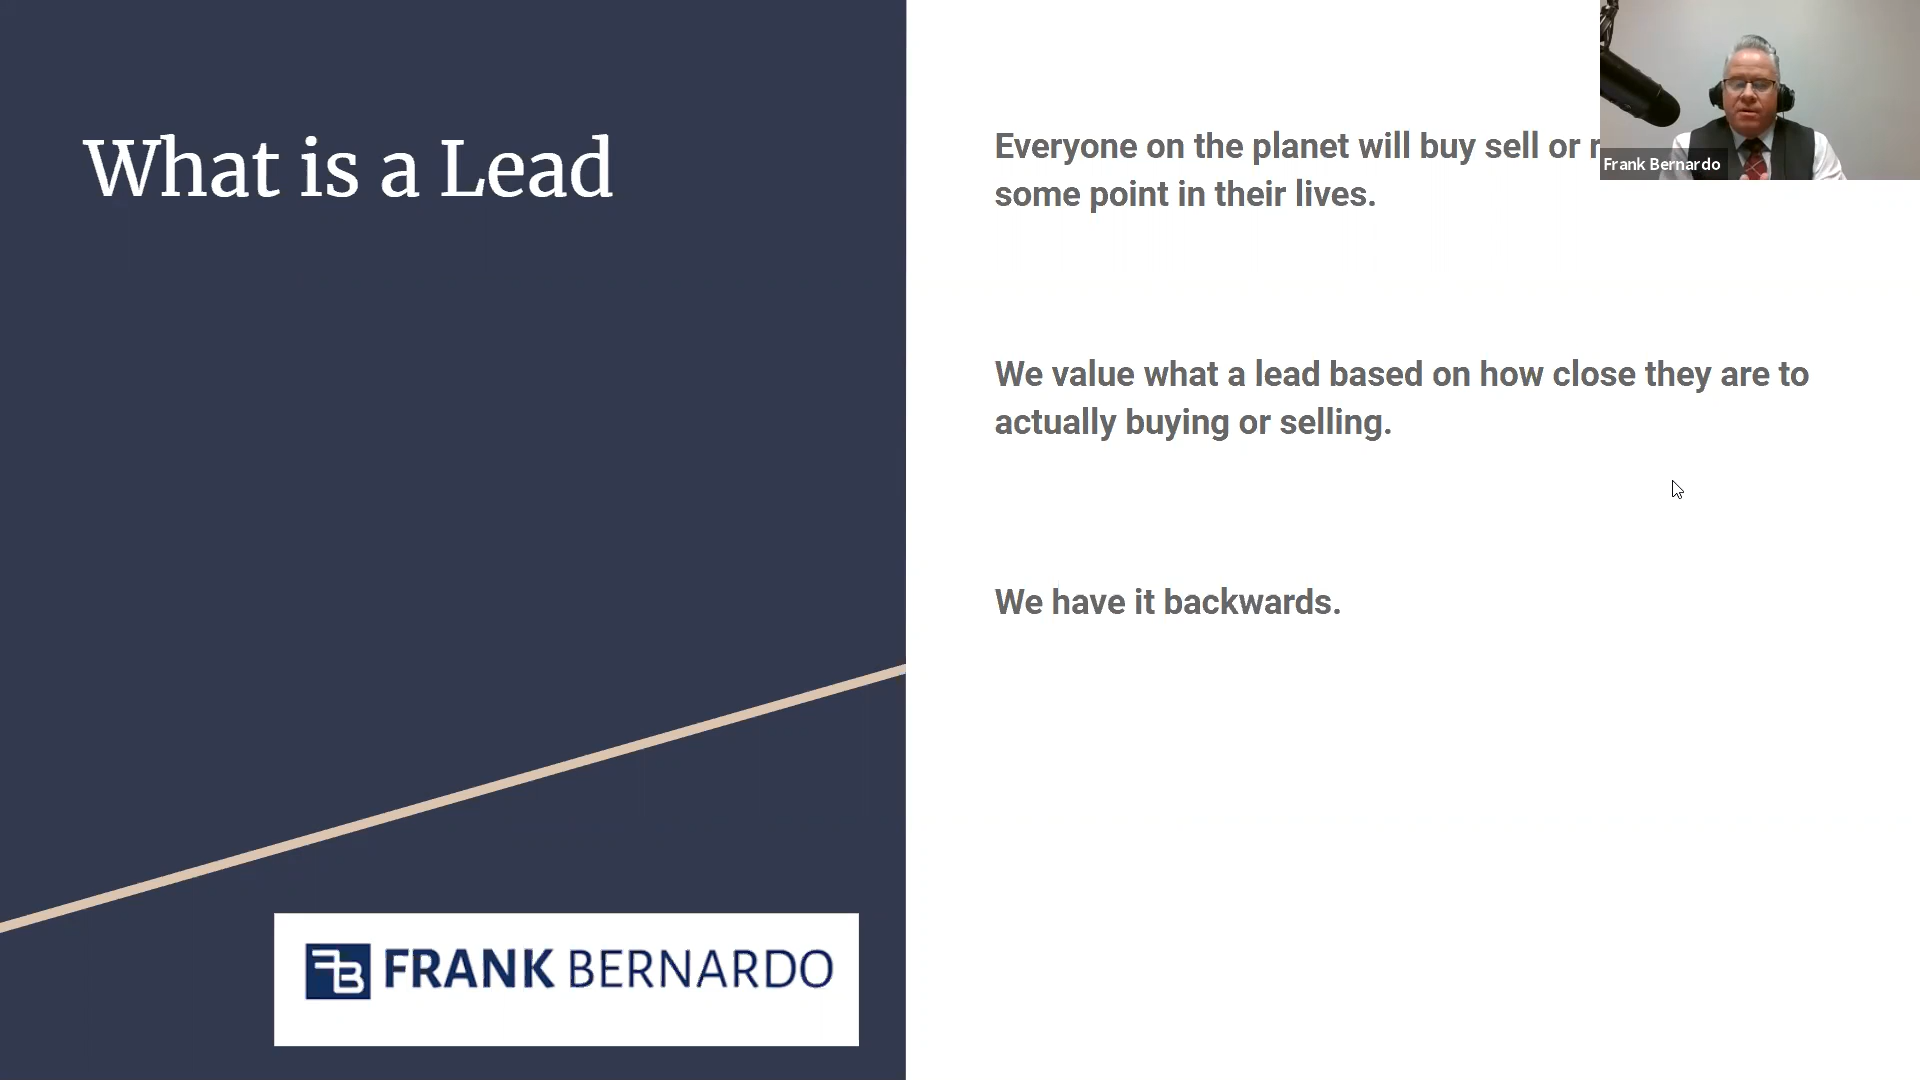 What is a Lead
Everyone on the planet will buy sell or
some point in their lives.
We value what a lead based on how close they are to
actually buying or selling.
We have it backwards.
Frank Bernardo
FB FRANK BERNARDO